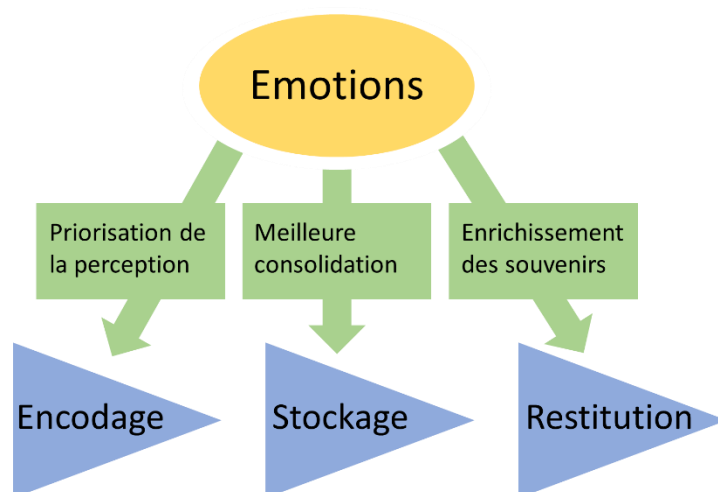 Emotions
Priorisation de
la perception
Meilleure
consolidation
Enrichissement
des souvenirs
Encodage
Stockage
Restitution